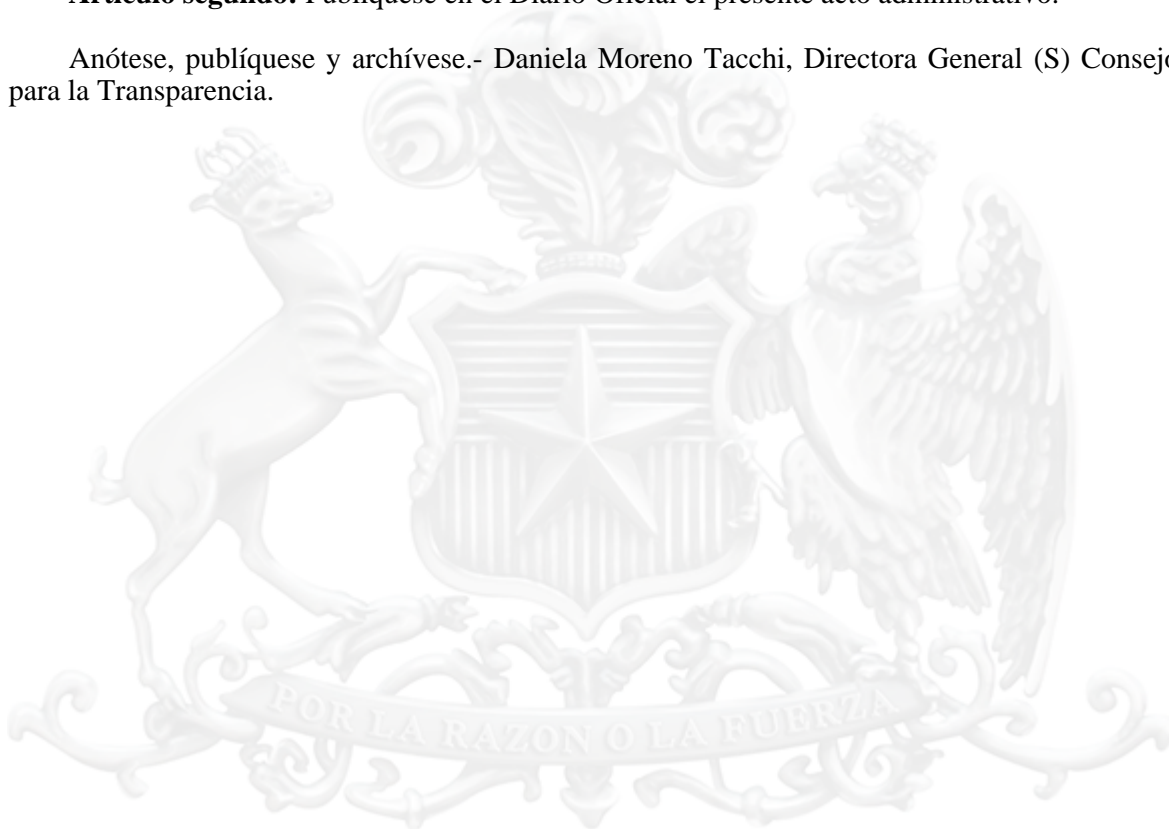 Artículo segundo: Publíquese en el Diario Oficial el presente acto administrativo.
Anótese, publíquese y archívese.- Daniela Moreno Tacchi, Directora General (S) Consejo
para la Transparencia.
POR LA RAZON O LA FUERZA